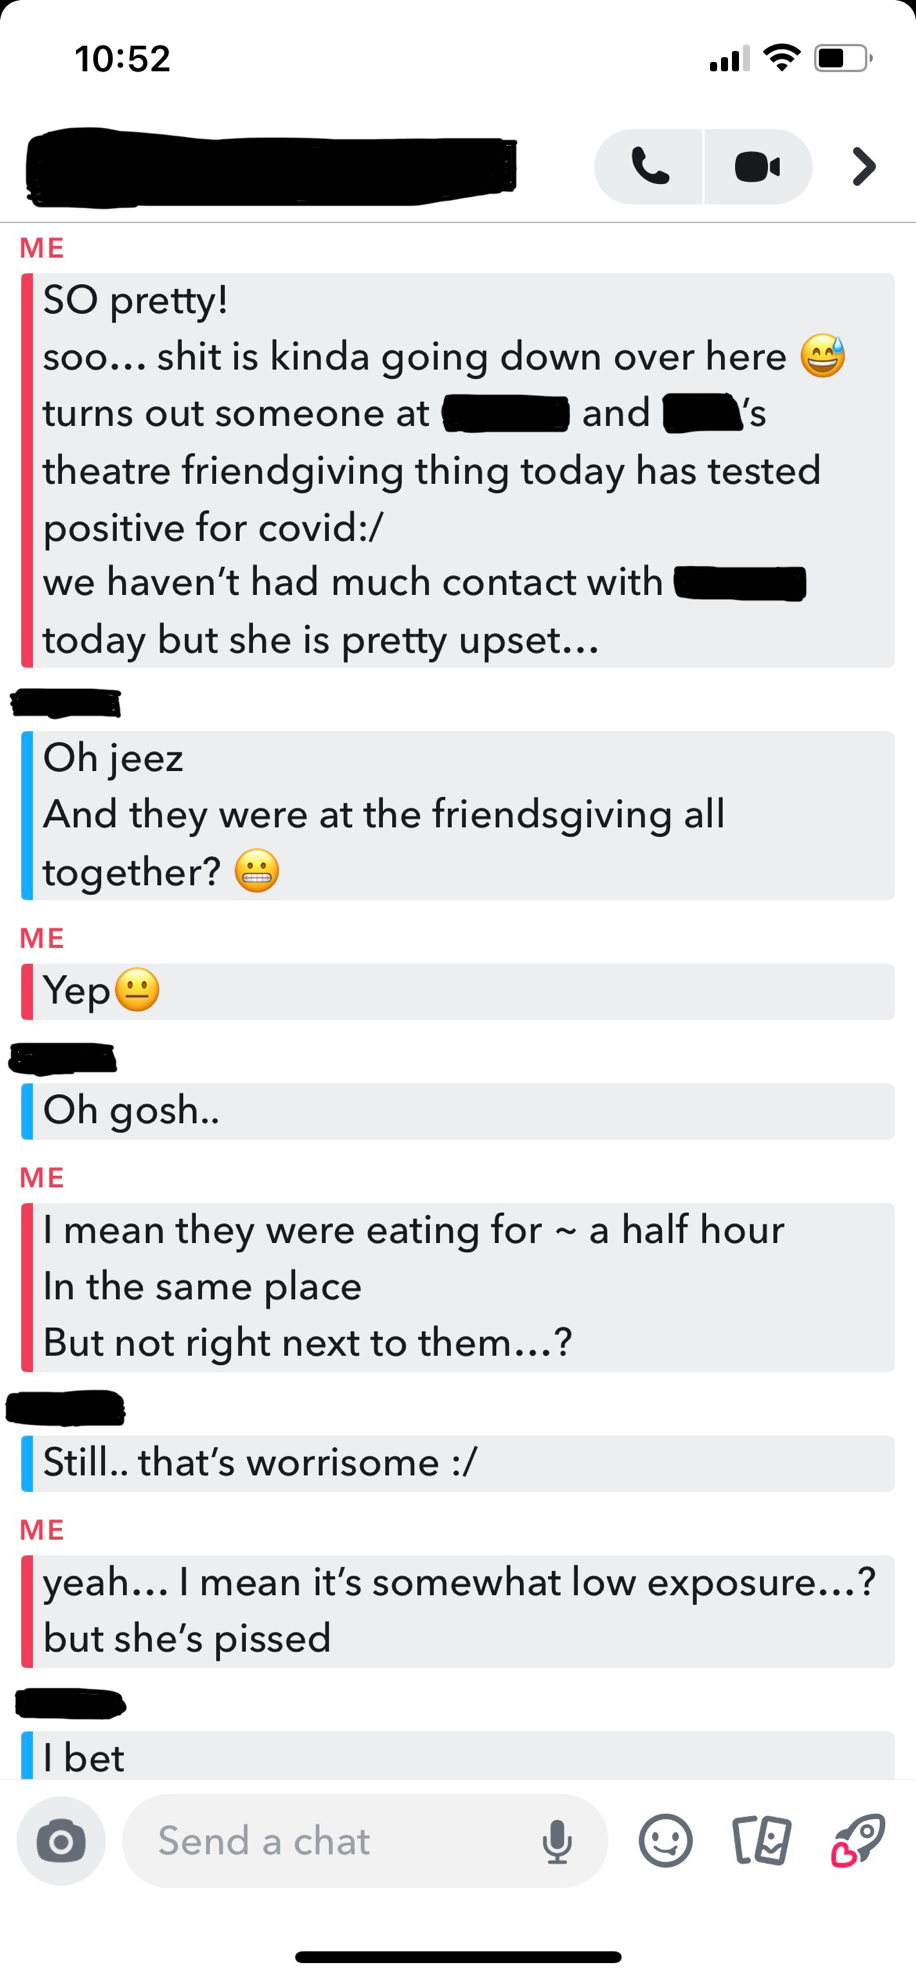 10:52
ME
SO pretty!
soo... shit is kinda going down over here 😅
turns out someone at and 's
theatre friendgiving thing today has tested
positive for covid:/
we haven't had much contact with
today but she is pretty upset...
Oh jeez
And they were at the friendsgiving all
together? 😬
ME
Yep😐
Oh gosh..
ME
I mean they were eating for ~ a half hour
In the same place
But not right next to them...?
Still.. that's worrisome :/
ME
yeah... I mean it's somewhat low exposure...?
but she's pissed
I bet
Send a chat